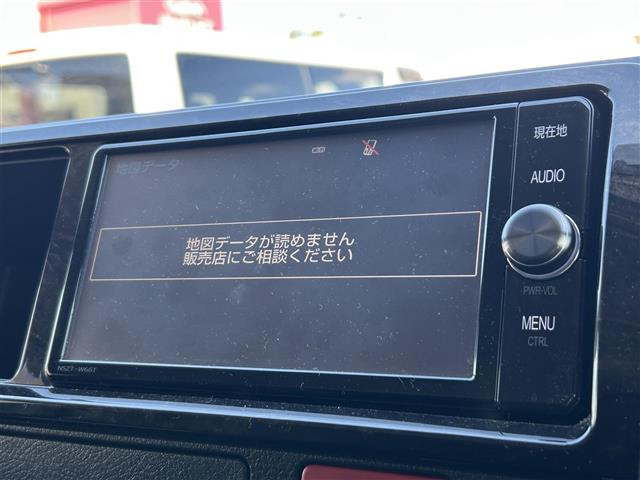 地図データ
地図データが読めません
販売店にご相談ください
NSZT-W66T
現在地
AUDIO
PWR·VOL
MENU
CTRL